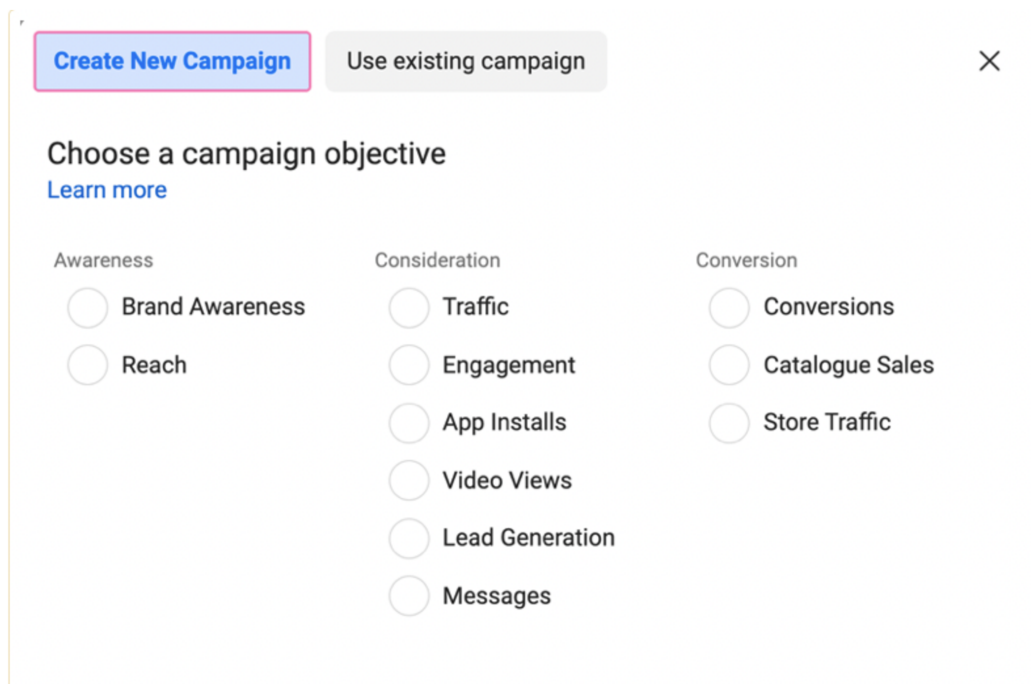 Create New Campaign
Use existing campaign
Choose a campaign objective
Learn more
Awareness
Brand Awareness
Reach
Consideration
Traffic
Engagement
App Installs
Video Views
Lead Generation
Messages
Conversion
Conversions
Catalogue Sales
Store Traffic